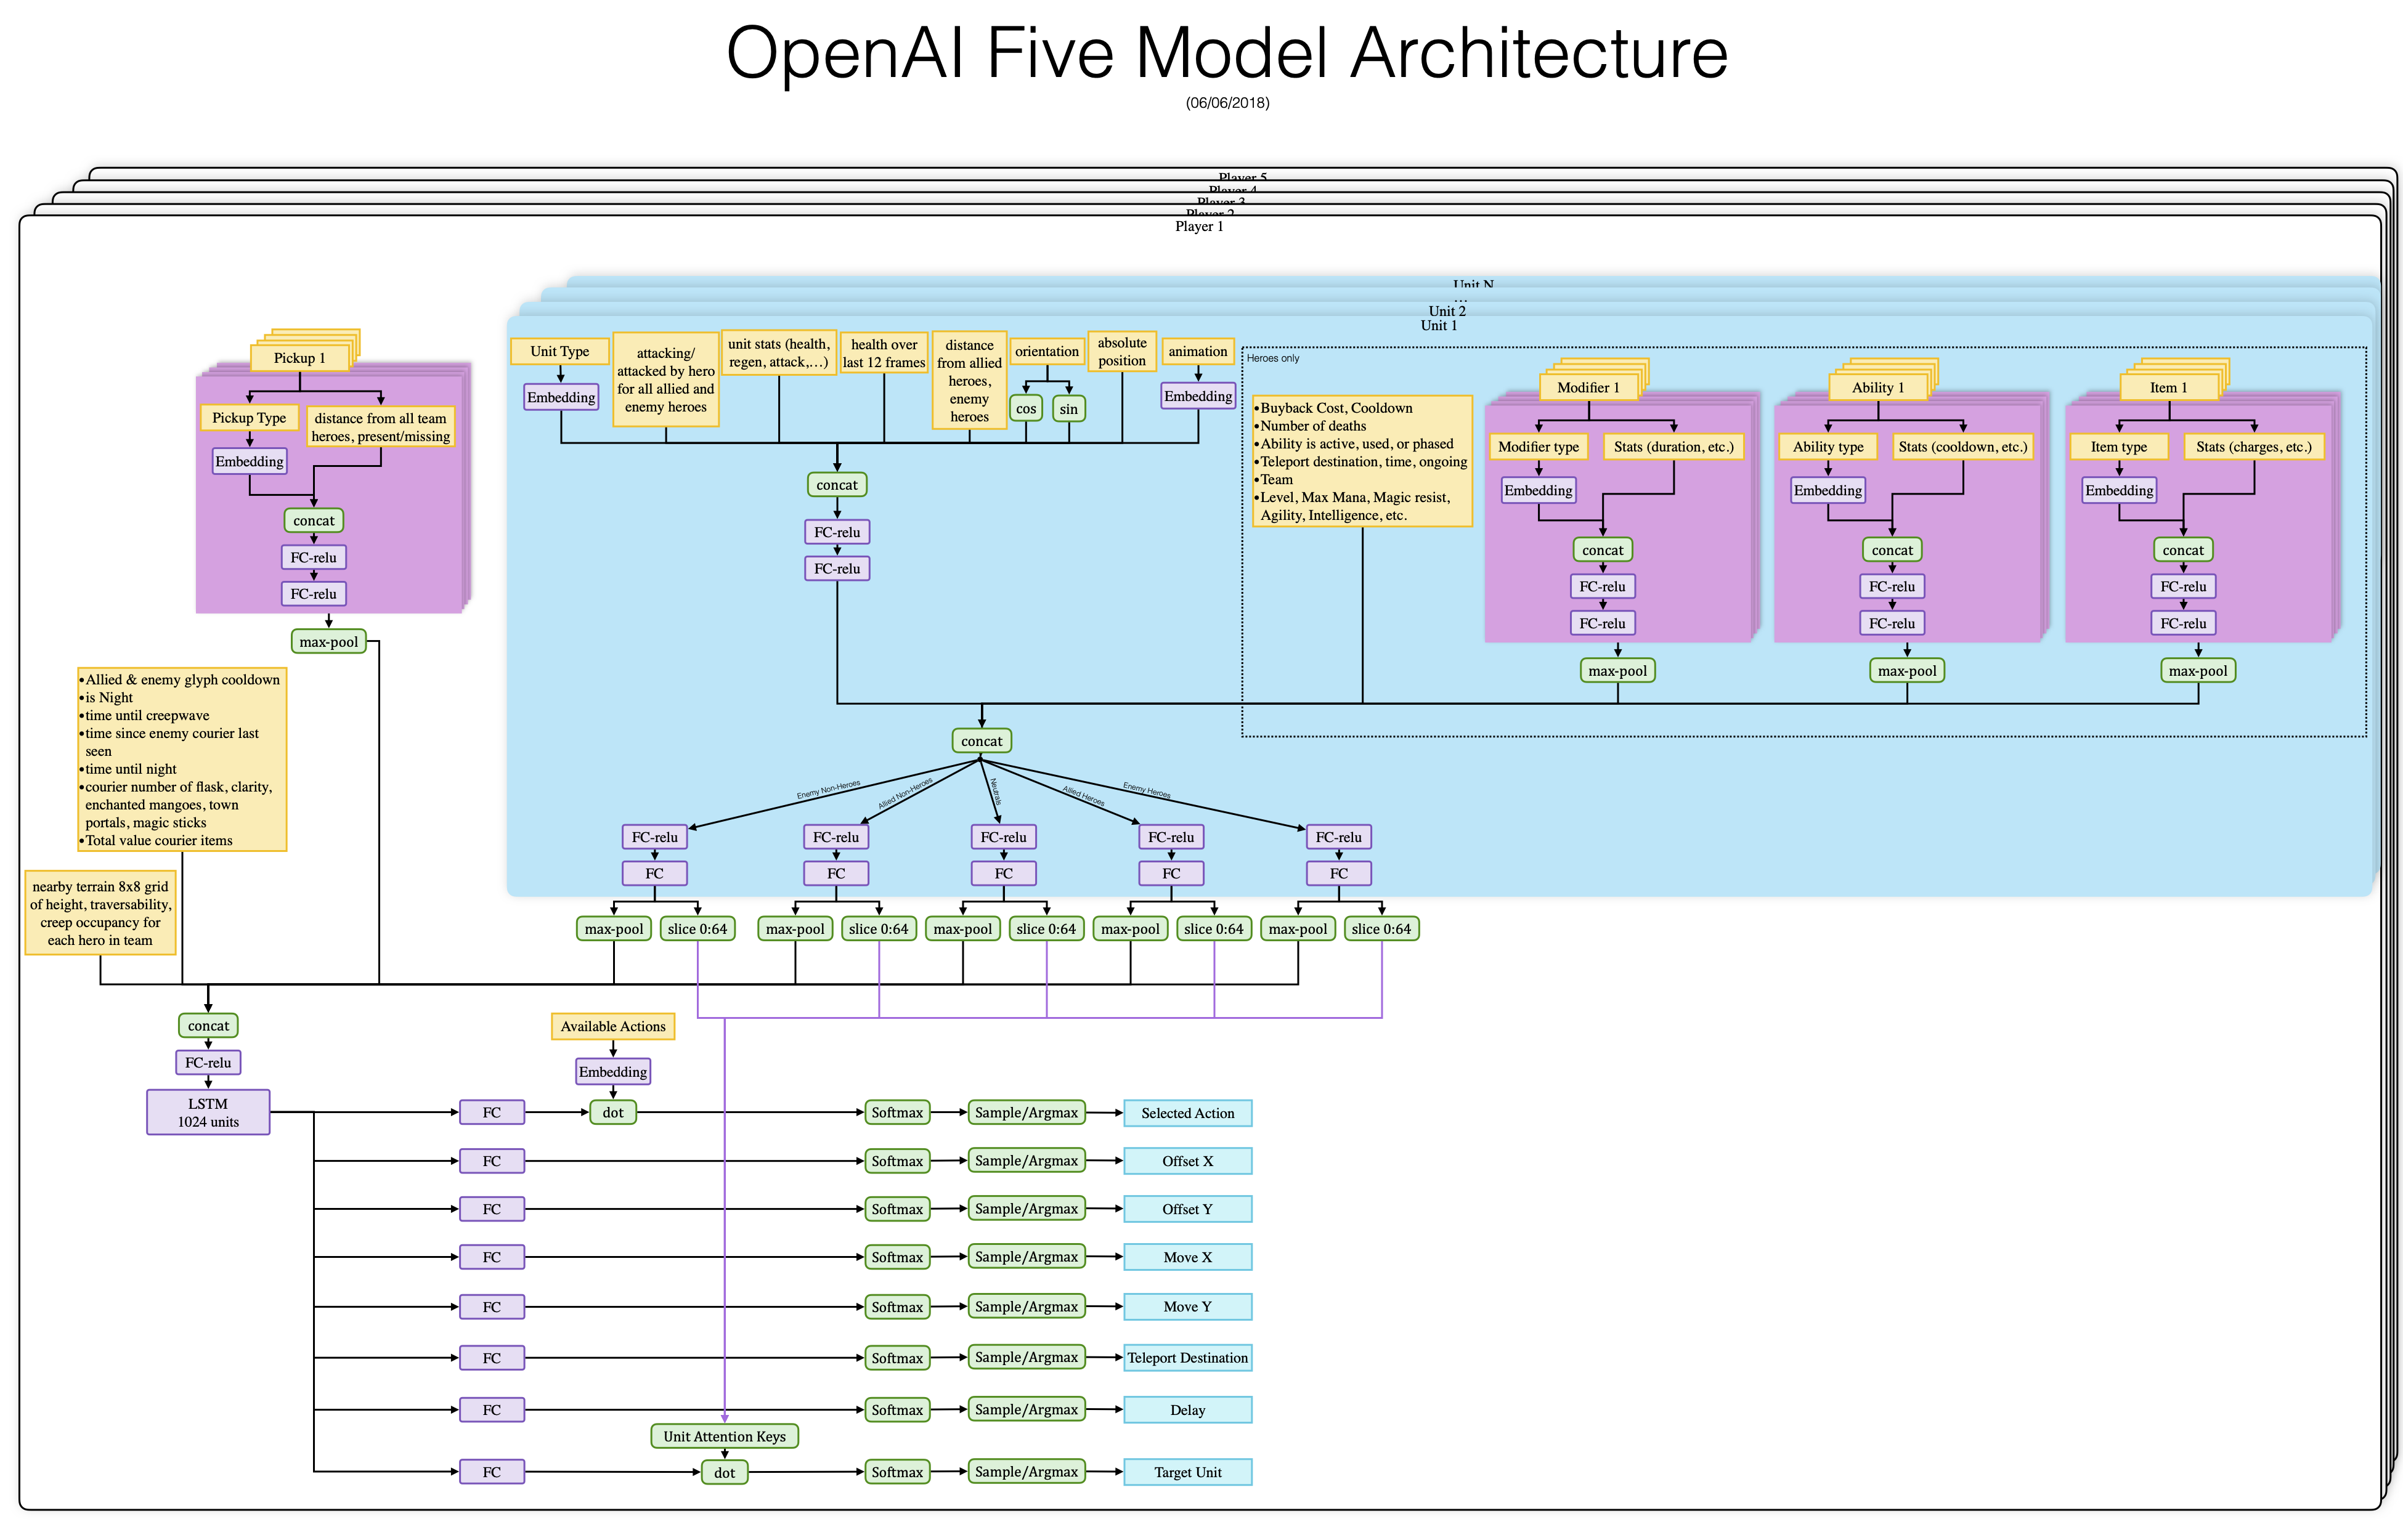 OpenAI Five Model Architecture
(06/06/2018)
Player 5
Player 4
Player 3
Player 2
Player 1
Unit N
...
Unit 2
Unit 1
Pickup 1
Pickup Type
distance from all team
heroes, present/missing
Embedding
concat
FC-relu
FC-relu
max-pool
Unit Type
Embedding
attacking/
attacked by hero
for all allied and
enemy heroes
unit stats (health,
regen, attack,…)
health over
last 12 frames
distance
from allied
heroes,
enemy
heroes
orientation
cos
sin
absolute
position
animation
Embedding
concat
FC-relu
FC-relu
Heroes only
•Buyback Cost, Cooldown
•Number of deaths
•Ability is active, used, or phased
•Teleport destination, time, ongoing
•Team
•Level, Max Mana, Magic resist,
Agility, Intelligence, etc.
Modifier 1
Modifier type
Stats (duration, etc.)
Embedding
concat
FC-relu
FC-relu
max-pool
Ability 1
Ability type
Stats (cooldown, etc.)
Embedding
concat
FC-relu
FC-relu
max-pool
Item 1
Item type
Stats (charges, etc.)
Embedding
concat
FC-relu
FC-relu
max-pool
concat
Enemy Non-Heroes
Allied Non-Heroes
Neutrals
Allied Heroes
Enemy Heroes
FC-relu
FC-relu
FC-relu
FC-relu
FC-relu
FC
FC
FC
FC
FC
max-pool
slice 0:64
max-pool
slice 0:64
max-pool
slice 0:64
max-pool
slice 0:64
max-pool
slice 0:64
•Allied & enemy glyph cooldown
•is Night
•time until creepwave
•time since enemy courier last
seen
•time until night
•courier number of flask, clarity,
enchanted mangoes, town
portals, magic sticks
•Total value courier items
nearby terrain 8x8 grid
of height, traversability,
creep occupancy for
each hero in team
concat
FC-relu
LSTM
1024 units
Available Actions
Embedding
FC
dot
Softmax
Sample/Argmax
Selected Action
FC
Softmax
Sample/Argmax
Offset X
FC
Softmax
Sample/Argmax
Offset Y
FC
Softmax
Sample/Argmax
Move X
FC
Softmax
Sample/Argmax
Move Y
FC
Softmax
Sample/Argmax
Teleport Destination
FC
Softmax
Sample/Argmax
Delay
Unit Attention Keys
FC
dot
Softmax
Sample/Argmax
Target Unit